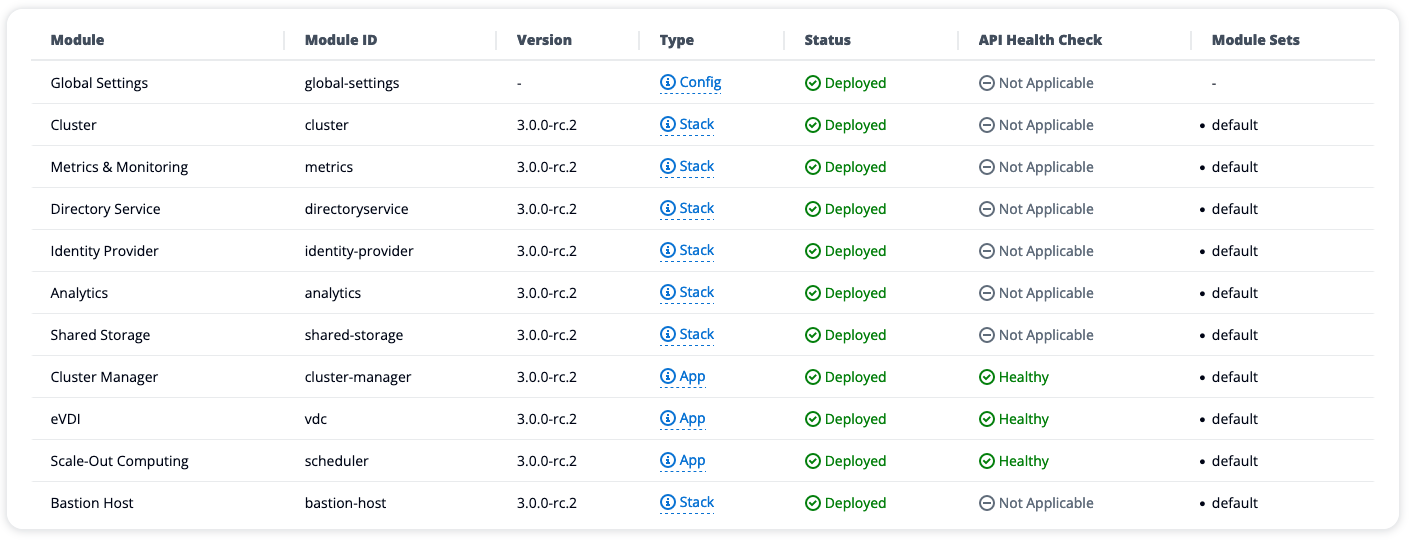 Module Module ID Version Type Status API Health Check Module Sets
Global Settings global-settings - Config Deployed Not Applicable -
Cluster cluster 3.0.0-rc.2 Stack Deployed Not Applicable • default
Metrics & Monitoring metrics 3.0.0-rc.2 Stack Deployed Not Applicable • default
Directory Service directoryservice 3.0.0-rc.2 Stack Deployed Not Applicable • default
Identity Provider identity-provider 3.0.0-rc.2 Stack Deployed Not Applicable • default
Analytics analytics 3.0.0-rc.2 Stack Deployed Not Applicable • default
Shared Storage shared-storage 3.0.0-rc.2 Stack Deployed Not Applicable • default
Cluster Manager cluster-manager 3.0.0-rc.2 App Deployed Healthy • default
eVDI vdc 3.0.0-rc.2 App Deployed Healthy • default
Scale-Out Computing scheduler 3.0.0-rc.2 App Deployed Healthy • default
Bastion Host bastion-host 3.0.0-rc.2 Stack Deployed Not Applicable • default